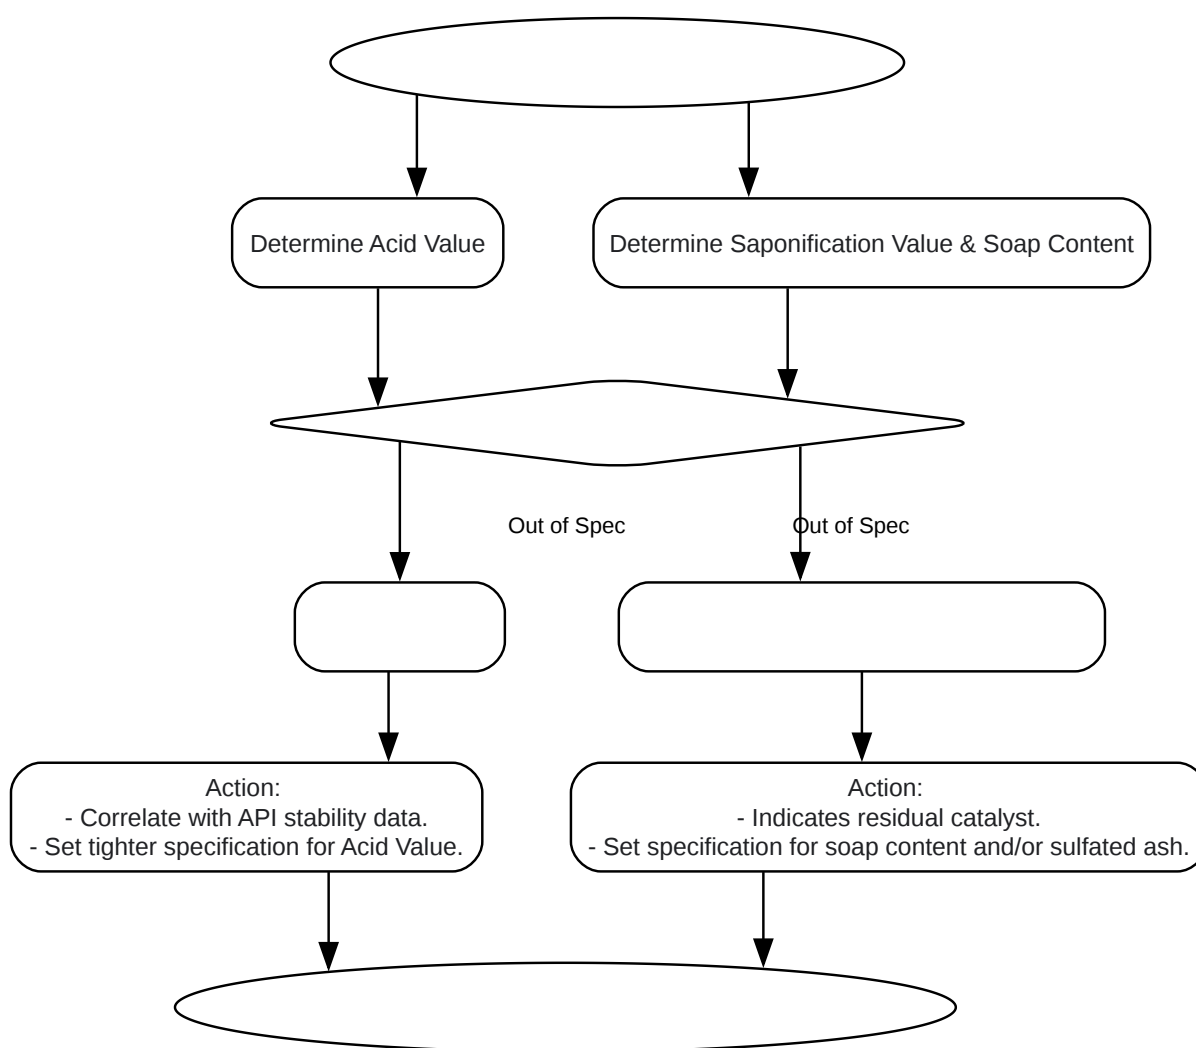 Determine Acid Value
Determine Saponification Value & Soap Content
Out of Spec
Out of Spec
Action:
- Correlate with API stability data.
- Set tighter specification for Acid Value.
Action:
- Indicates residual catalyst.
- Set specification for soap content and/or sulfated ash.